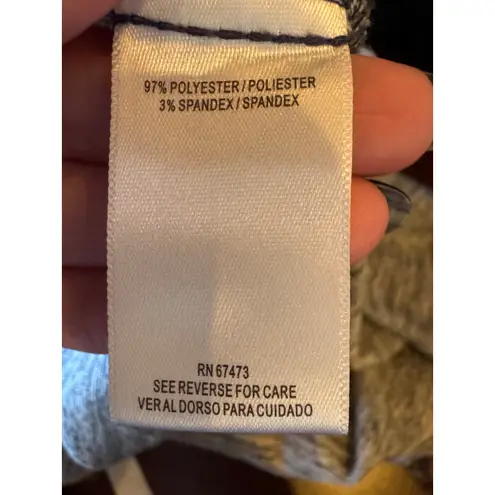 97% POLYESTER / POLIESTER
3% SPANDEX / SPANDEX
RN 67473
SEE REVERSE FOR CARE
VER AL DORSO PARA CUIDADO